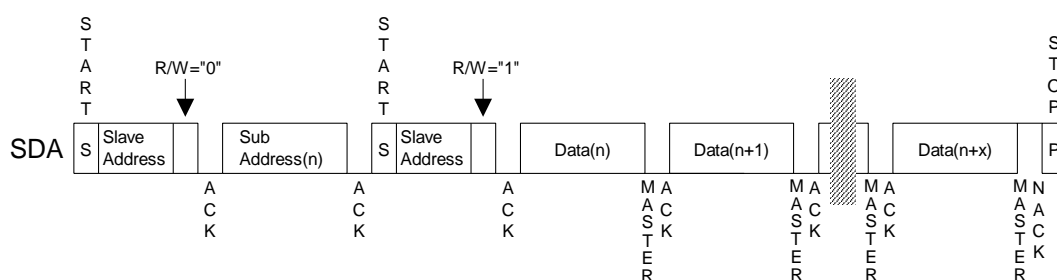 START
START
STOP
R/W="0"
R/W="1"
SDA
S
Slave Address
Sub Address(n)
S
Slave Address
Data(n)
Data(n+1)
Data(n+x)
P
ACK
ACK
ACK
MASTER ACK
MASTER ACK
MASTER ACK
MASTER NACK